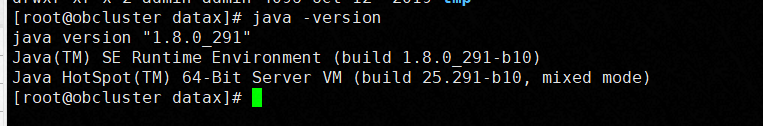 [root@obcluster datax]# java -version
java version "1.8.0_291"
Java(TM) SE Runtime Environment (build 1.8.0_291-b10)
Java HotSpot(TM) 64-Bit Server VM (build 25.291-b10, mixed mode)
[root@obcluster datax]#